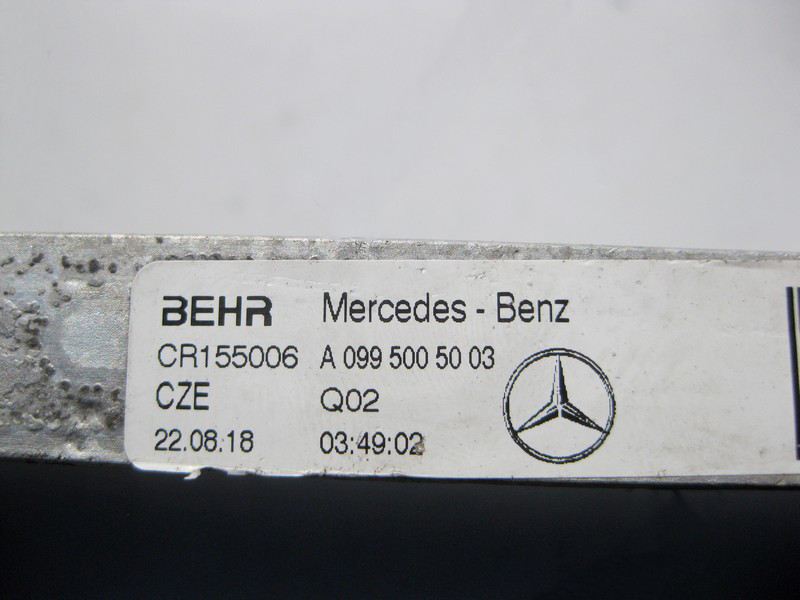 BEHR Mercedes - Benz
CR155006 A 099 500 50 03
CZE Q02
22.08.18 03:49:02